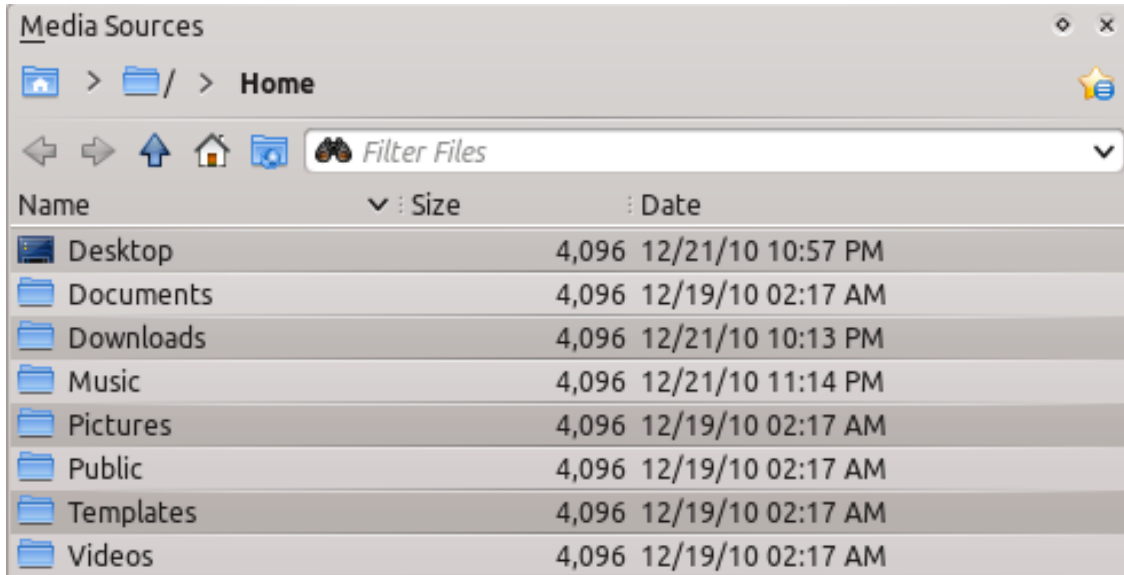 Media Sources
> / > Home
Filter Files
Name Size Date
Desktop 4,096 12/21/10 10:57 PM
Documents 4,096 12/19/10 02:17 AM
Downloads 4,096 12/21/10 10:13 PM
Music 4,096 12/21/10 11:14 PM
Pictures 4,096 12/19/10 02:17 AM
Public 4,096 12/19/10 02:17 AM
Templates 4,096 12/19/10 02:17 AM
Videos 4,096 12/19/10 02:17 AM